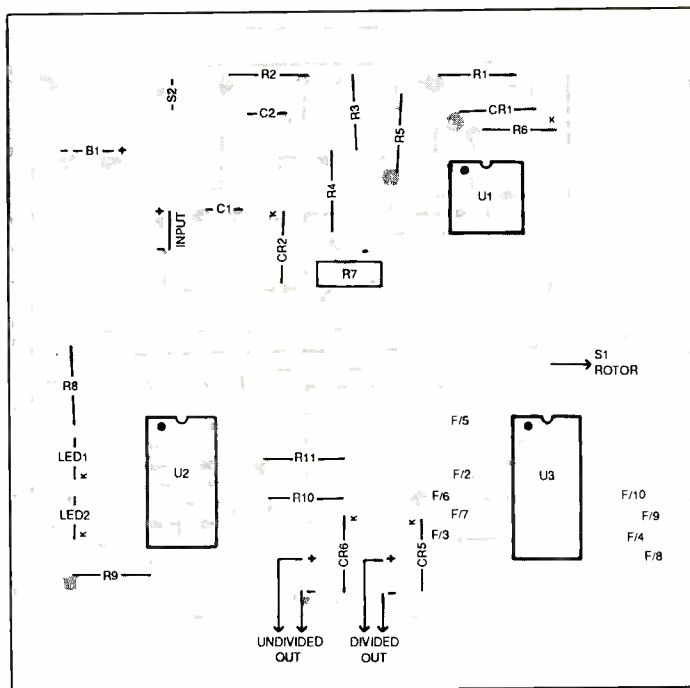 R2
R1
S2
C2
R3
R5
CR1
K
R6
B1 +
R4
U1
+
INPUT
-
C1
K
CR2
-
R7
S1
ROTOR
R8
F/5
LED1
K
U2
R11
F/2
U3
LED2
K
R10
F/6
F/10
K
K
F/7
F/9
F/3
F/4
CR6
CR5
F/8
+
+
R9
-
-
UNDIVIDED
OUT
DIVIDED
OUT